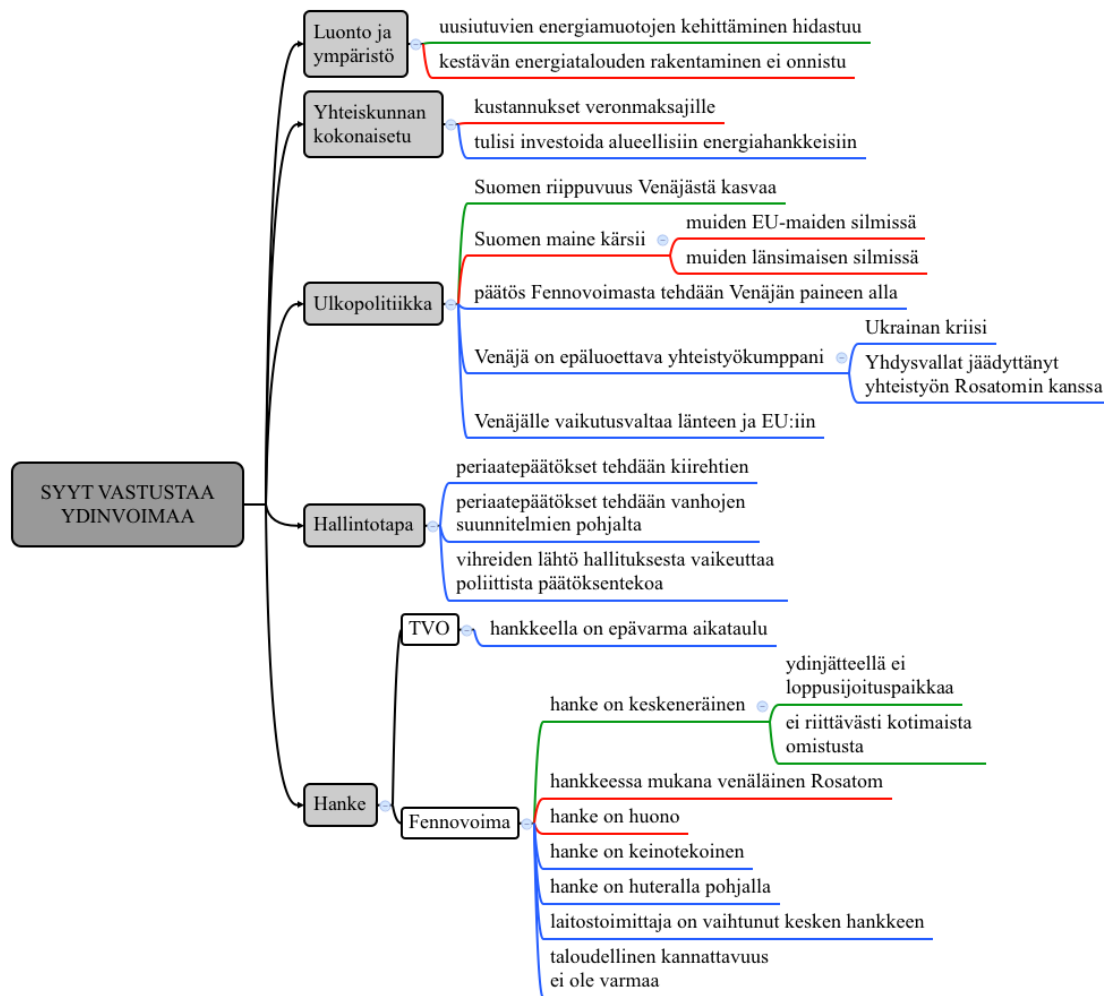 Luonto ja
ympäristö
uusiutuvien energiamuotojen kehittäminen hidastuu
kestävän energiatalouden rakentaminen ei onnistu
Yhteiskunnan
kokonaisetu
kustannukset veronmaksajille
tulisi investoida alueellisiin energiahankkeisiin
Ulkopolitiikka
Suomen riippuvuus Venäjästä kasvaa
Suomen maine kärsii
muiden EU-maiden silmissä
muiden länsimaisen silmissä
päätös Fennovoimasta tehdään Venäjän paineen alla
Venäjä on epäluoettava yhteistyökumppani
Ukrainan kriisi
Yhdysvallat jäädyttänyt
yhteistyön Rosatomin kanssa
Venäjälle vaikutusvaltaa länteen ja EU:iin
SYYT VASTUSTAA
YDINVOIMAA
Hallintotapa
periaatepäätökset tehdään kiirehtien
periaatepäätökset tehdään vanhojen
suunnitelmien pohjalta
vihreiden lähtö hallituksesta vaikeuttaa
poliittista päätöksentekoa
Hanke
TVO
hankkeella on epävarma aikataulu
Fennovoima
hanke on keskeneräinen
ydinjätteellä ei
loppusijoituspaikkaa
ei riittävästi kotimaista
omistusta
hankkeessa mukana venäläinen Rosatom
hanke on huono
hanke on keinotekoinen
hanke on huteralla pohjalla
laitostoimittaja on vaihtunut kesken hankkeen
taloudellinen kannattavuus
ei ole varmaa